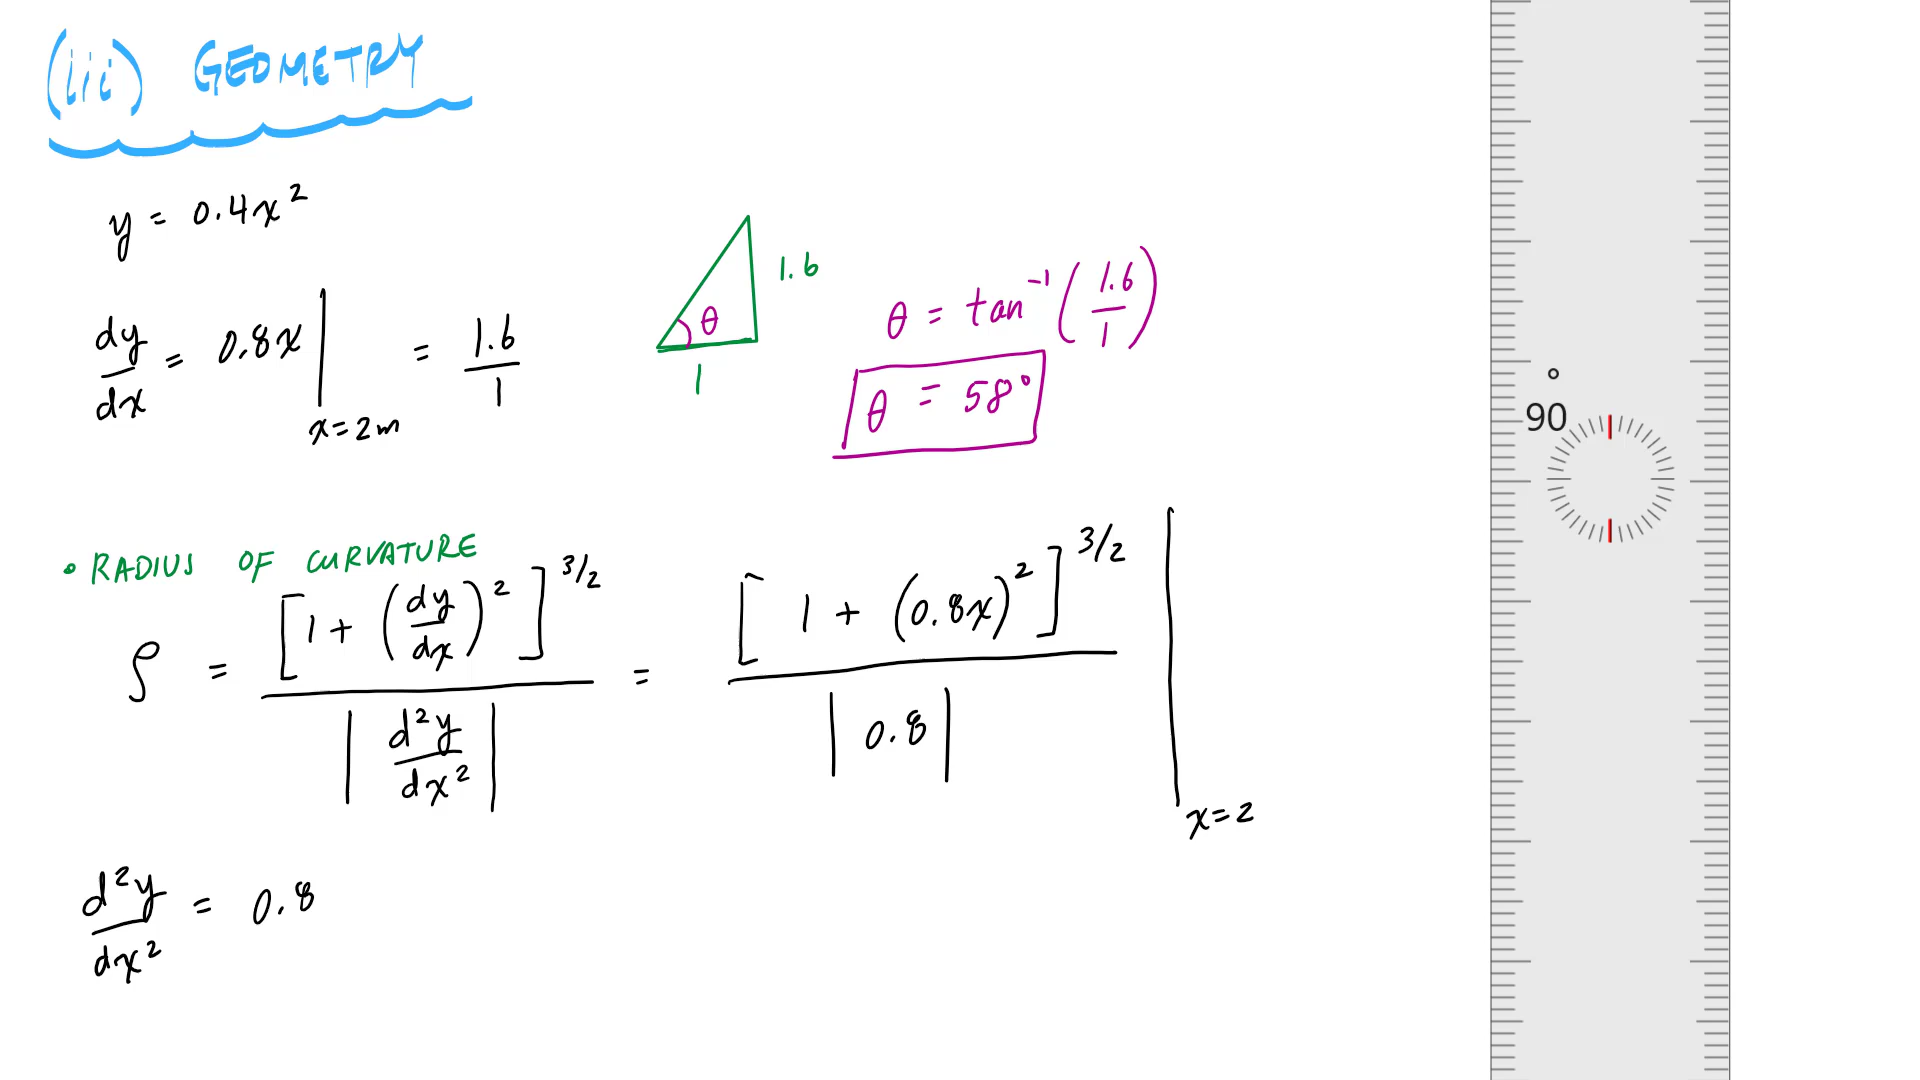 (iii) GEOMETRY
y = 0.4x²
dy/dx = 0.8x | x=2m = 1.6/1
1.6
θ
1
θ = tan⁻¹(1.6/1)
θ = 58°
• RADIUS OF CURVATURE
ρ = [1 + (dy/dx)²]^3/2 / |d²y/dx²| = [1 + (0.8x)²]^3/2 / |0.8| | x=2
d²y/dx² = 0.8
90°